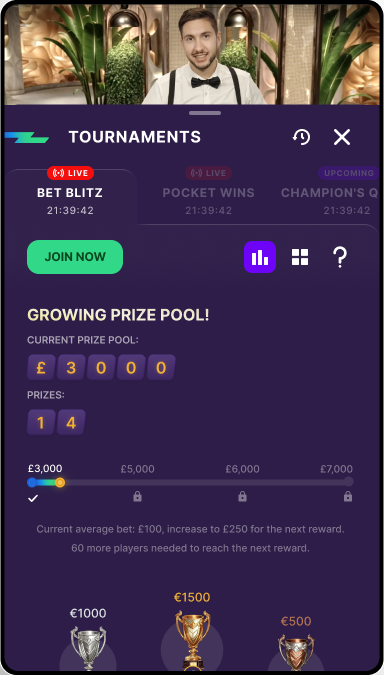 TOURNAMENTS
LIVE
LIVE
UPCOMING
BET BLITZ
POCKET WINS
CHAMPION'S Q
21:39:42
21:39:42
21:39:42
JOIN NOW
?
GROWING PRIZE POOL!
CURRENT PRIZE POOL:
£ 3 0 0 0
PRIZES:
1 4
£3,000
£5,000
£6,000
£7,000
Current average bet: £100, increase to £250 for the next reward.
60 more players needed to reach the next reward.
€1500
€1000
€500